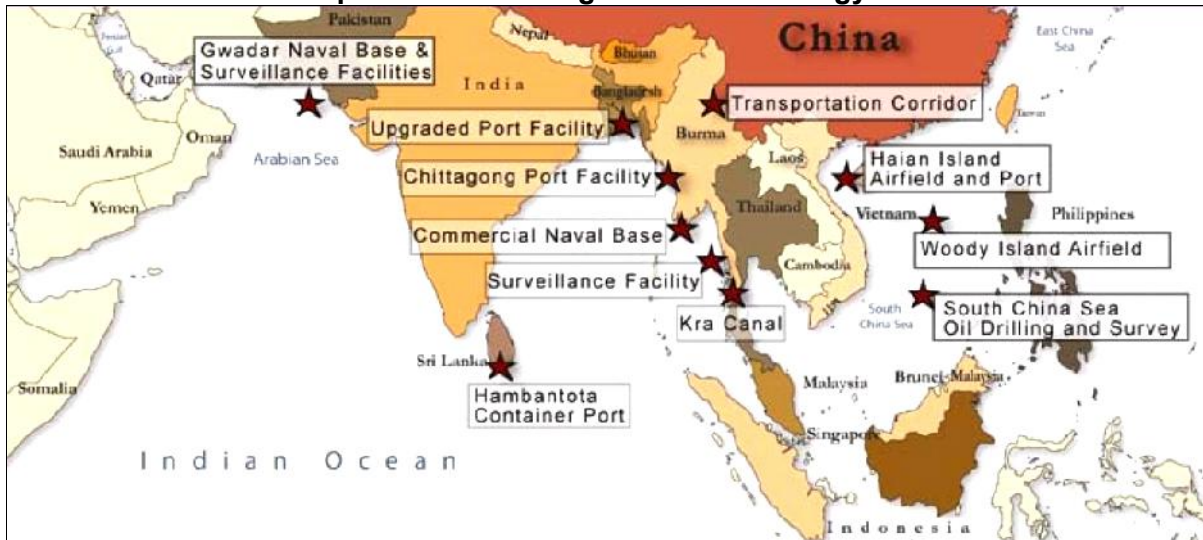 Pakistan
Nepal
China
East China
Sea
Gwadar Naval Base &
Surveillance Facilities
Bhutan
Qatar
India
Bangladesh
Transportation Corridor
Upgraded Port Facility
Burma
Taiwan
Oman
Saudi Arabia
Arabian Sea
Laos
Haian Island
Airfield and Port
Chittagong Port Facility
Thailand
Yemen
Vietnam
Philippines
Commercial Naval Base
Woody Island Airfield
Surveillance Facility
Cambodia
South
China Sea
South China Sea
Oil Drilling and Survey
Kra Canal
Sri Lanka
Somalia
Hambantota
Container Port
Malaysia
Brunei
Malaysia
Singapore
Indian Ocean
Indonesia